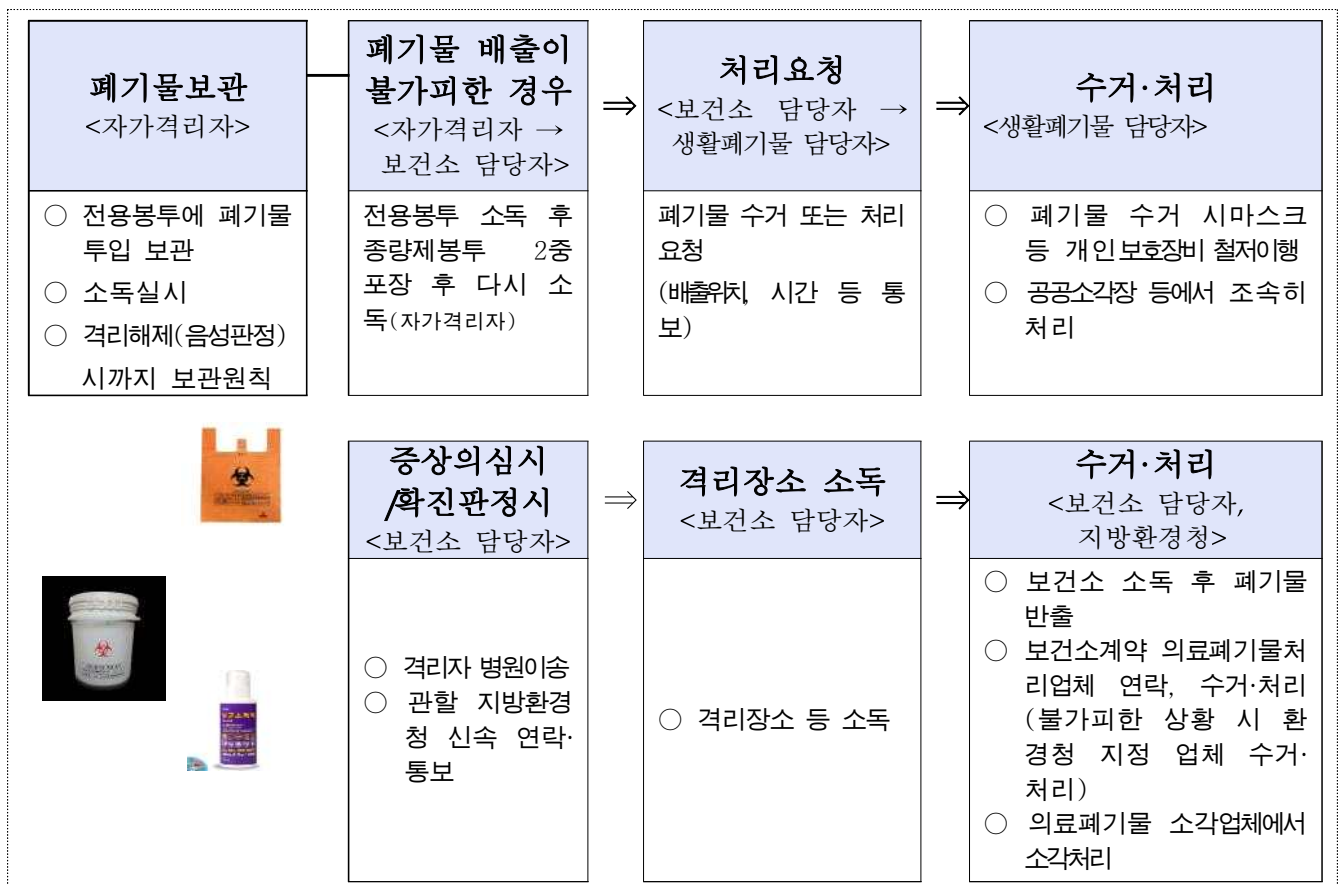 폐기물보관
<자가격리자>
○ 전용봉투에 폐기물
투입 보관
○ 소독실시
○ 격리해제(음성판정)
시까지 보관원칙
폐기물 배출이
불가피한 경우
<자가격리자 →
보건소 담당자>
전용봉투 소독 후
종량제봉투 2중
포장 후 다시 소
독(자가격리자)
⇒
처리요청
<보건소 담당자 →
생활폐기물 담당자>
폐기물 수거 또는 처리
요청
(배출위치, 시간 등 통
보)
⇒
수거·처리
<생활폐기물 담당자>
○ 폐기물 수거 시마스크
등 개인보호장비 철저이행
○ 공공소각장 등에서 조속히
처리
증상의심시
/확진판정시
<보건소 담당자>
○ 격리자 병원이송
○ 관할 지방환경
청 신속 연락·
통보
⇒
격리장소 소독
<보건소 담당자>
○ 격리장소 등 소독
⇒
수거·처리
<보건소 담당자,
지방환경청>
○ 보건소 소독 후 폐기물
반출
○ 보건소계약 의료폐기물처
리업체 연락, 수거·처리
(불가피한 상황 시 환
경청 지정 업체 수거·
처리)
○ 의료폐기물 소각업체에서
소각처리